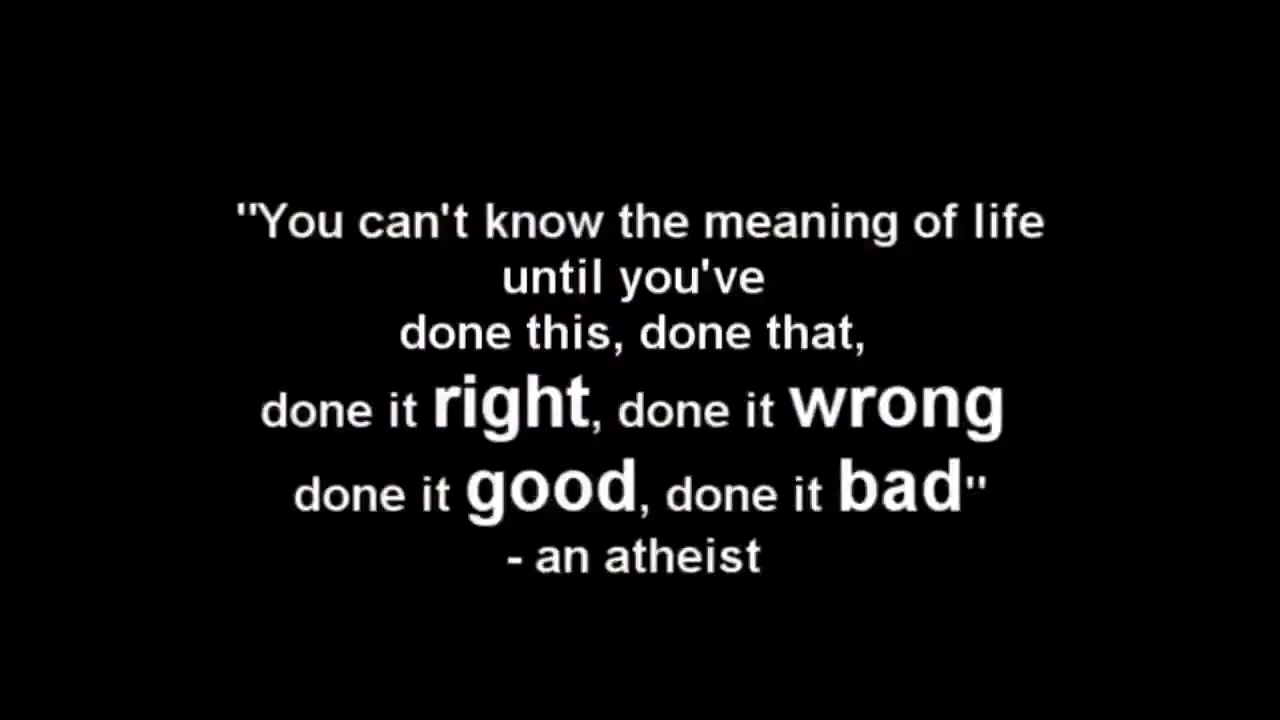 "You can't know the meaning of life
until you've
done this, done that,
done it right, done it wrong
done it good, done it bad"
- an atheist